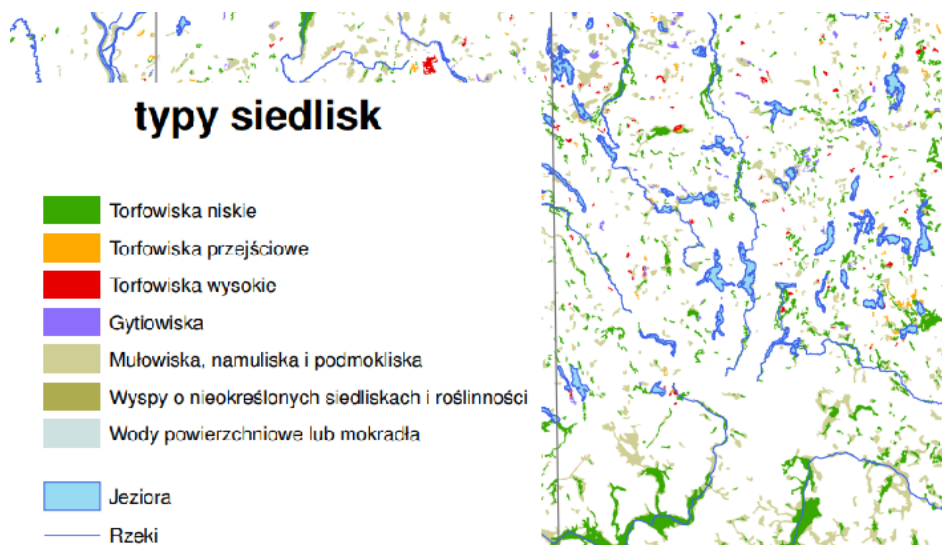 typy siedlisk
Torfowiska niskie
Torfowiska przejściowe
Torfowiska wysokie
Gytiowiska
Mułowiska, namuliska i podmokliska
Wyspy o nieokreślonych siedliskach i roślinności
Wody powierzchniowe lub mokradła
Jeziora
Rzeki